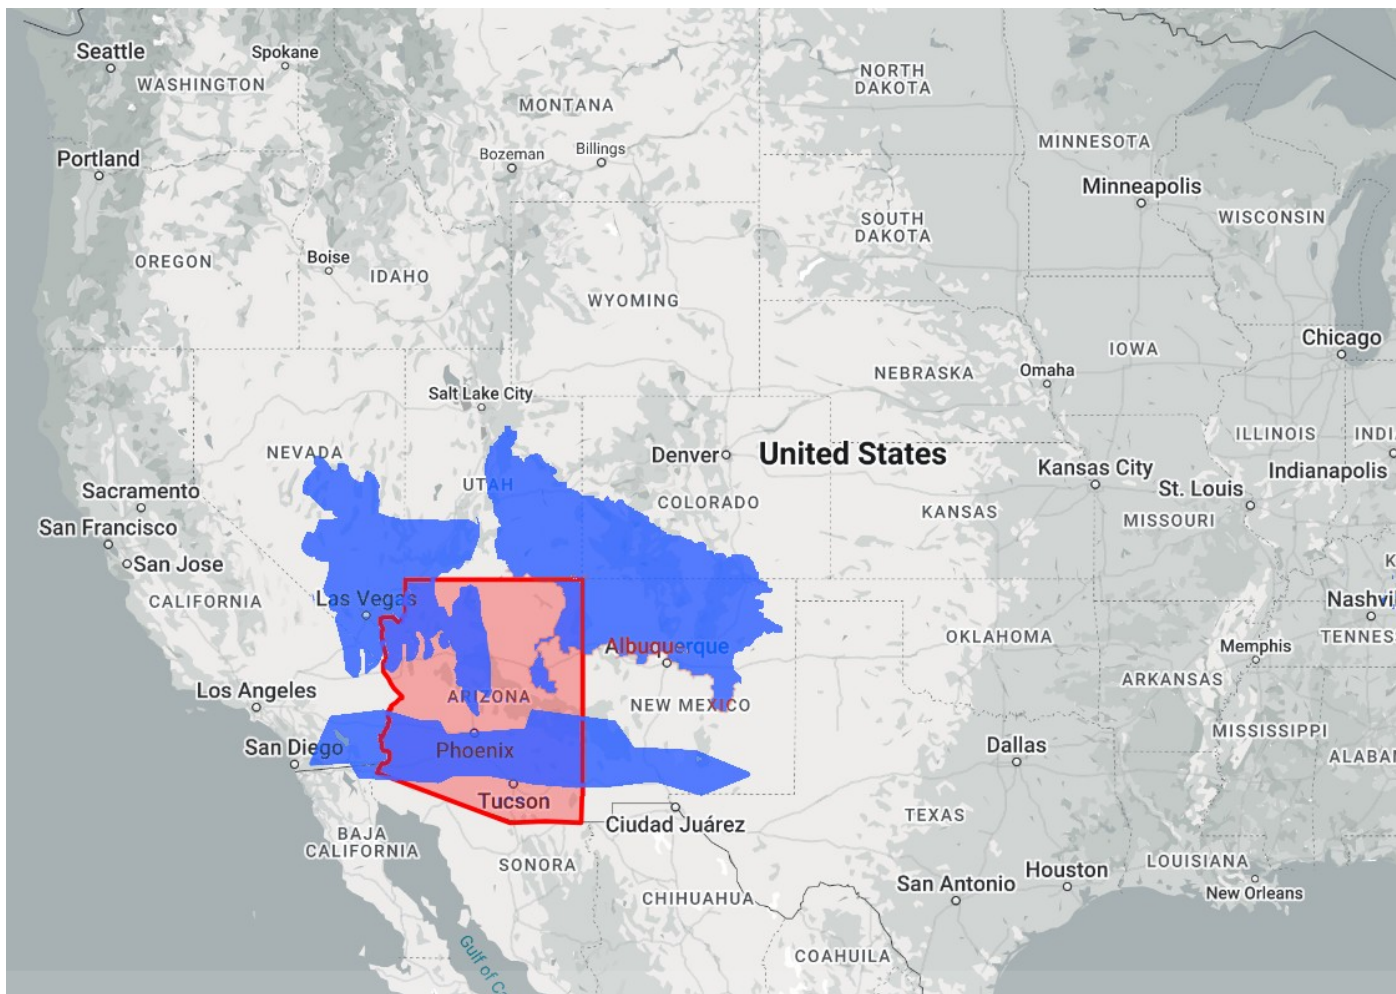 Seattle
Spokane
WASHINGTON
MONTANA
NORTH
DAKOTA
MINNESOTA
Portland
Bozeman
Billings
Minneapolis
WISCONSIN
SOUTH
DAKOTA
OREGON
Boise
IDAHO
WYOMING
Chicago
IOWA
NEBRASKA
Omaha
Salt Lake City
ILLINOIS
INDI
NEVADA
Denver
United States
Kansas City
Indianapolis
UTAH
COLORADO
St. Louis
Sacramento
KANSAS
MISSOURI
San Francisco
San Jose
K
CALIFORNIA
Las Vegas
Nashvi
OKLAHOMA
TENNES
Albuquerque
Memphis
ARKANSAS
Los Angeles
ARIZONA
NEW MEXICO
MISSISSIPPI
San Diego
Phoenix
Dallas
ALABA
Tucson
TEXAS
Ciudad Juárez
BAJA
CALIFORNIA
SONORA
LOUISIANA
Houston
San Antonio
New Orleans
CHIHUAHUA
COAHUILA
Gulf of C